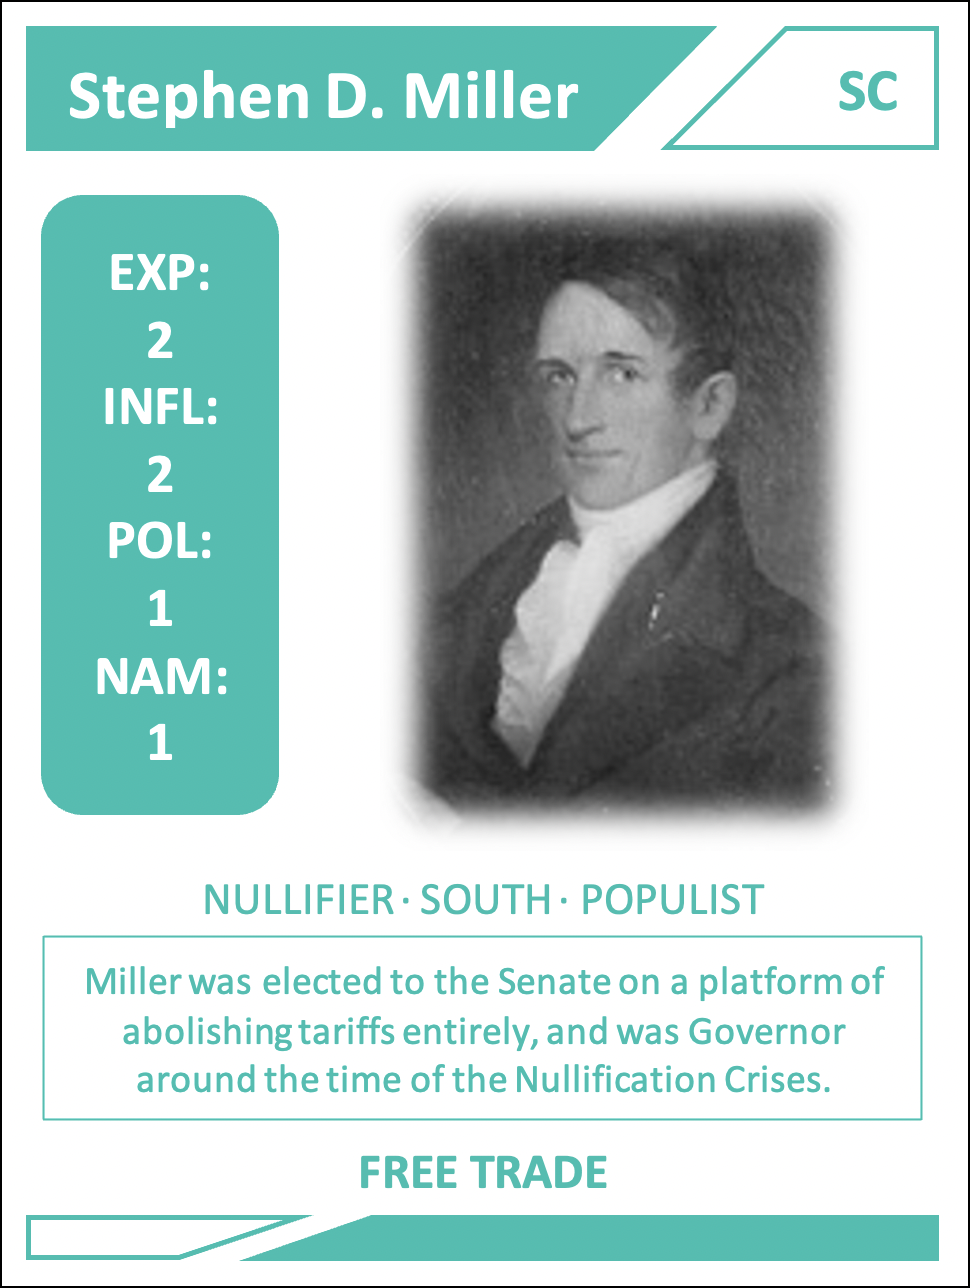 Stephen D. Miller
SC
EXP:
2
INFL:
2
POL:
1
NAM:
1
NULLIFIER · SOUTH · POPULIST
Miller was elected to the Senate on a platform of
abolishing tariffs entirely, and was Governor
around the time of the Nullification Crises.
FREE TRADE